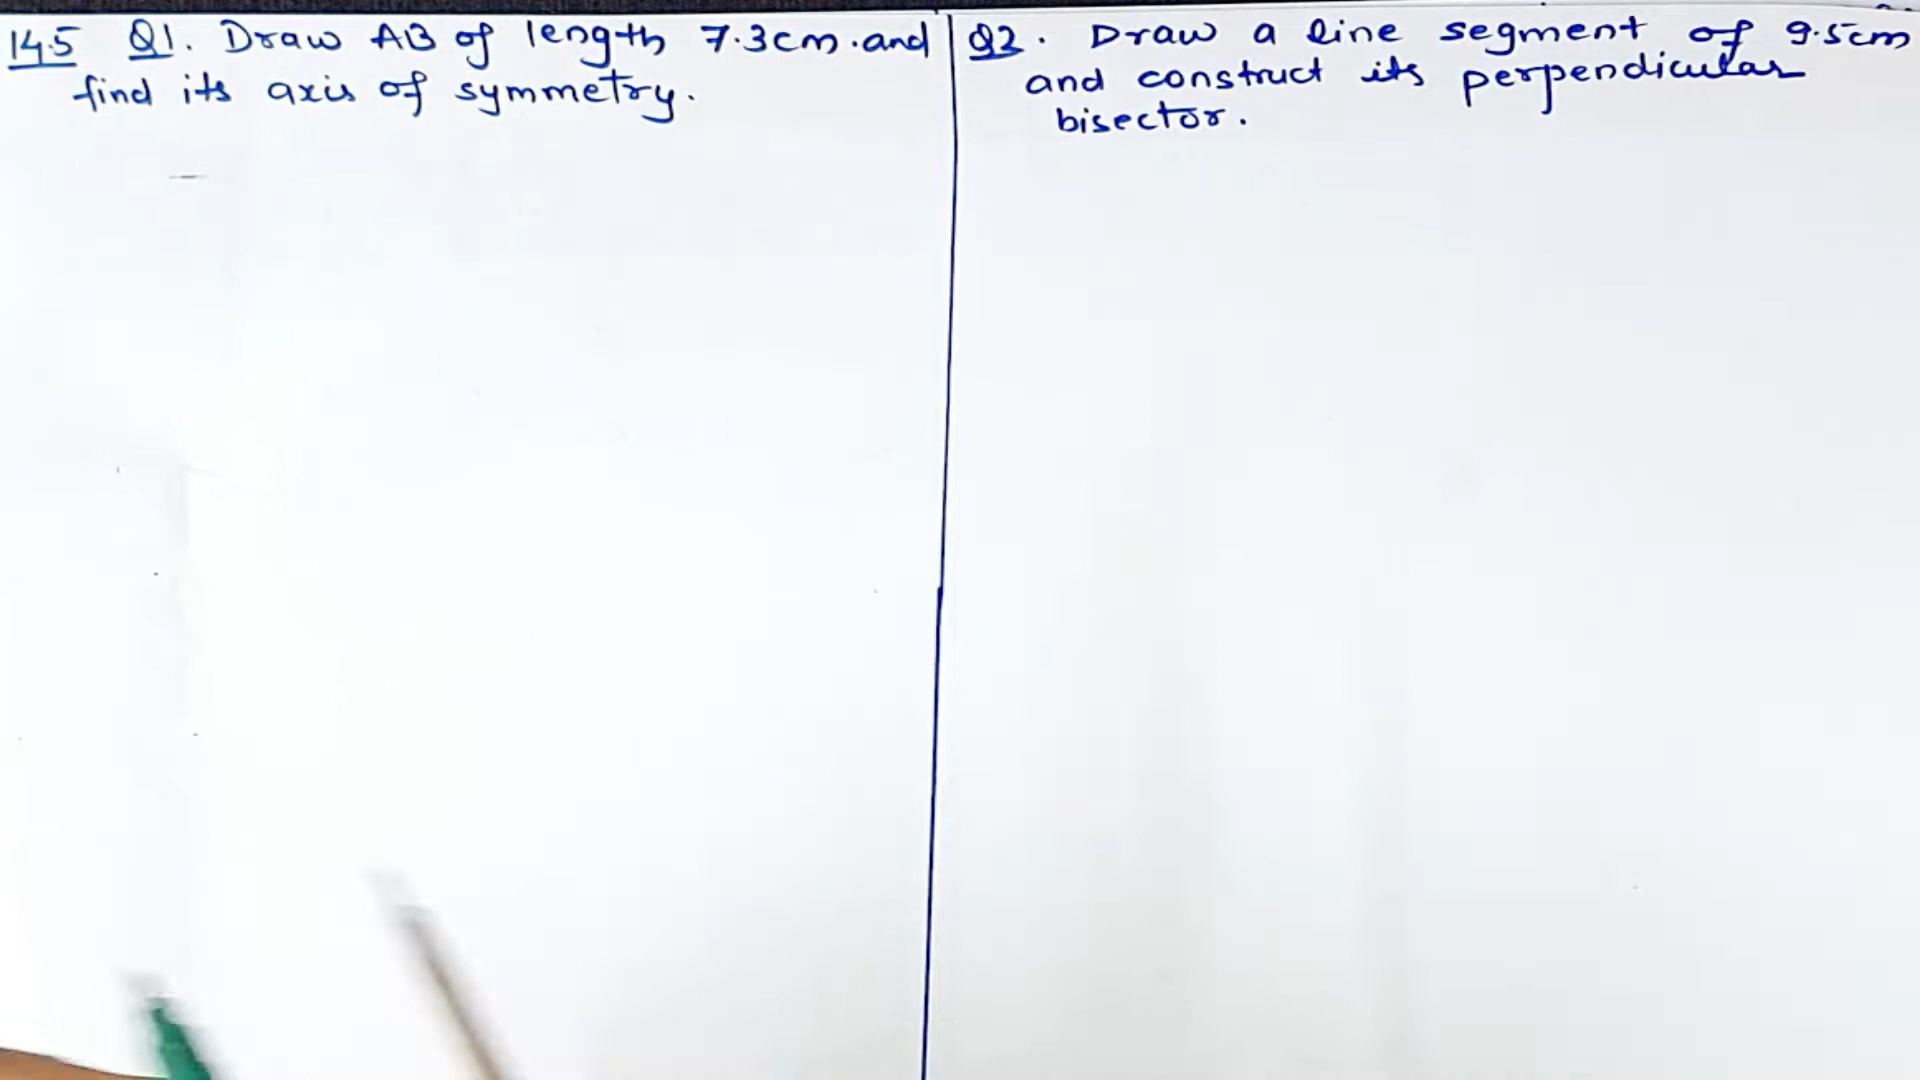 14.5 Q1. Draw AB of length 7.3cm.and
find its axis of symmetry.
Q2. Draw a line segment of 9.5cm
and construct its perpendicular
bisector.